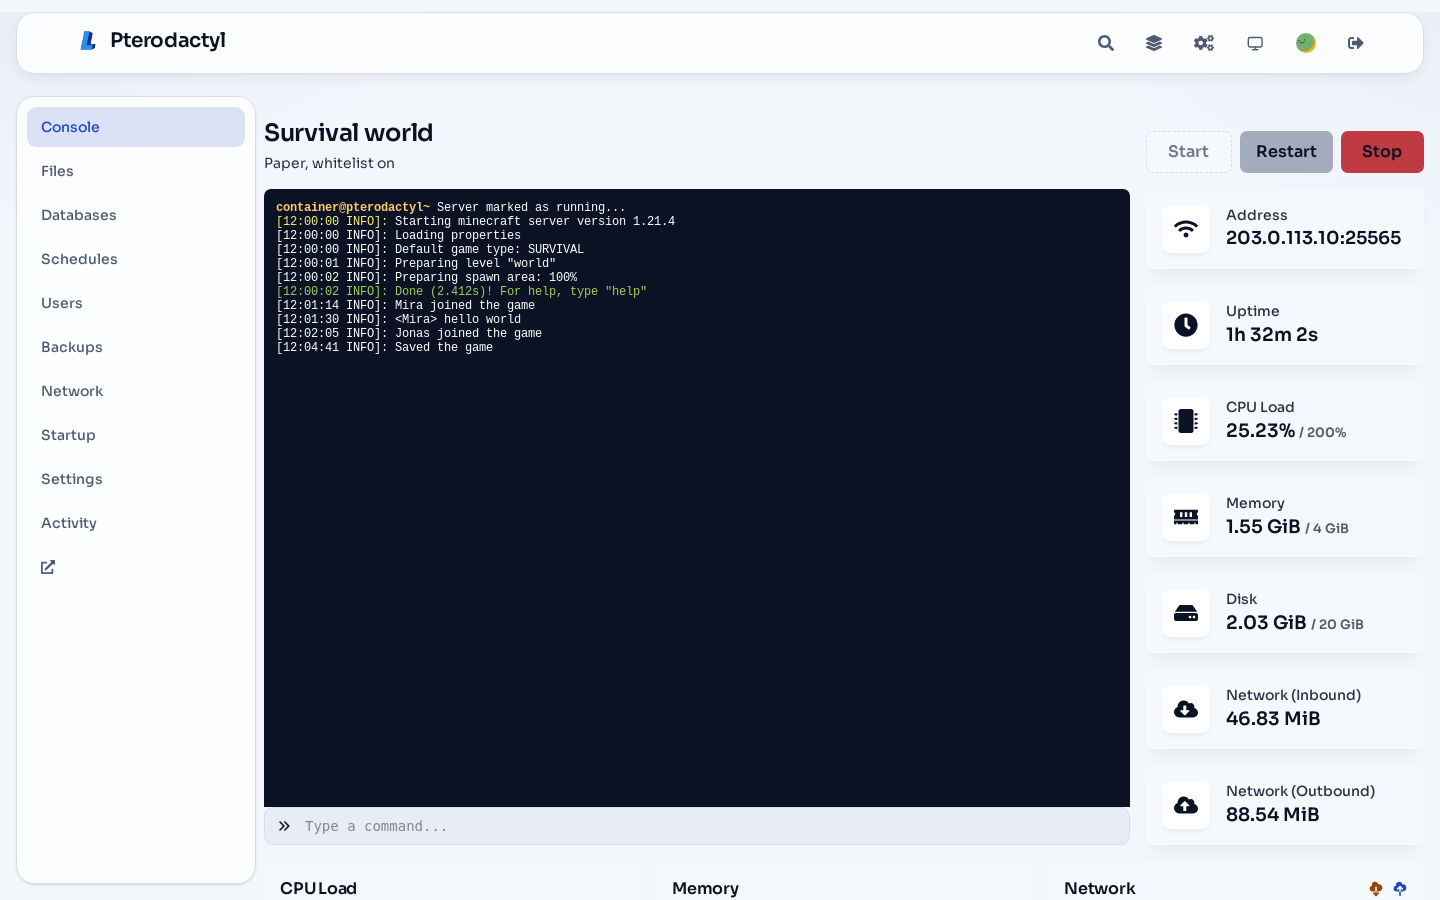 Pterodactyl
Console
Files
Databases
Schedules
Users
Backups
Network
Startup
Settings
Activity
Survival world
Paper, whitelist on
Start
Restart
Stop
container@pterodactyl~ Server marked as running...
[12:00:00 INFO]: Starting minecraft server version 1.21.4
[12:00:00 INFO]: Loading properties
[12:00:00 INFO]: Default game type: SURVIVAL
[12:00:01 INFO]: Preparing level "world"
[12:00:02 INFO]: Preparing spawn area: 100%
[12:00:02 INFO]: Done (2.412s)! For help, type "help"
[12:01:14 INFO]: Mira joined the game
[12:01:30 INFO]: <Mira> hello world
[12:02:05 INFO]: Jonas joined the game
[12:04:41 INFO]: Saved the game
Type a command...
Address
203.0.113.10:25565
Uptime
1h 32m 2s
CPU Load
25.23% / 200%
Memory
1.55 GiB / 4 GiB
Disk
2.03 GiB / 20 GiB
Network (Inbound)
46.83 MiB
Network (Outbound)
88.54 MiB
CPU Load
Memory
Network